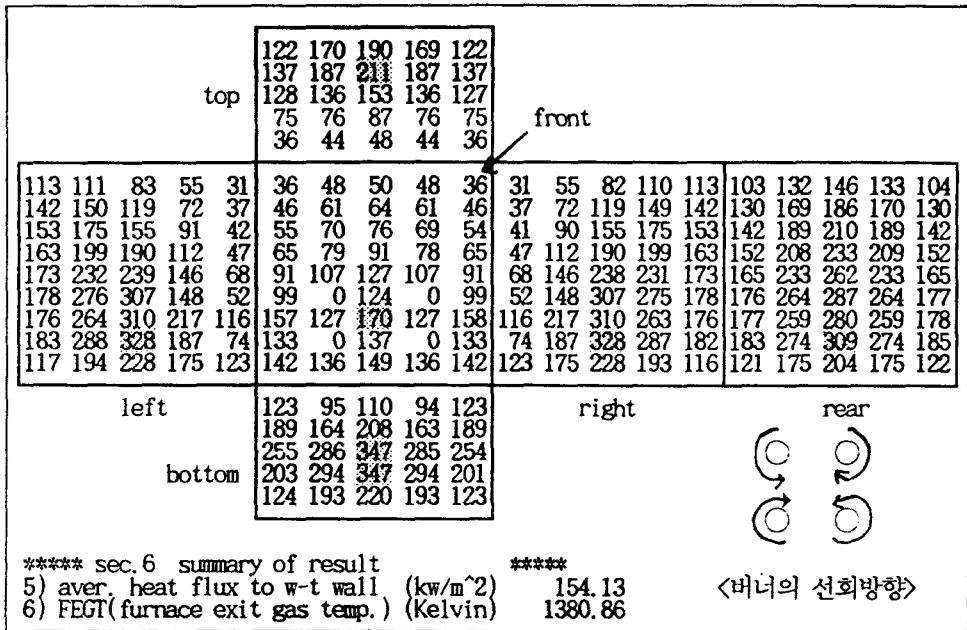 122 170 190 169 122
137 187 211 187 137
top 128 136 153 136 127
75 76 87 76 75
36 44 48 44 36
front
113 111 83 55 31 36 48 50 48 36 31 55 82 110 113 103 132 146 133 104
142 150 119 72 37 46 61 64 61 46 37 72 119 149 142 130 169 186 170 130
153 175 155 91 42 55 70 76 69 54 41 90 155 175 153 142 189 210 189 142
163 199 190 112 47 65 79 91 78 65 47 112 190 199 163 152 208 233 209 152
173 232 239 146 68 91 107 127 107 91 68 146 238 231 173 165 233 262 233 165
178 276 307 148 52 99 0 124 0 99 52 148 307 275 178 176 264 287 264 177
176 264 310 217 116 157 127 170 127 158 116 217 310 263 176 177 259 280 259 178
183 288 328 187 74 133 0 137 0 133 74 187 328 287 182 183 274 309 274 185
117 194 228 175 123 142 136 149 136 142 123 175 228 193 116 121 175 204 175 122
left right rear
123 95 110 94 123
189 164 208 163 189
255 286 347 285 254
bottom 203 294 347 294 201
124 193 220 193 123
***** sec.6 summary of result *****
5) aver. heat flux to w-t wall (kw/m^2) 154.13
6) FEGT(furnace exit gas temp.) (Kelvin) 1380.86
<버너의 선회방향>